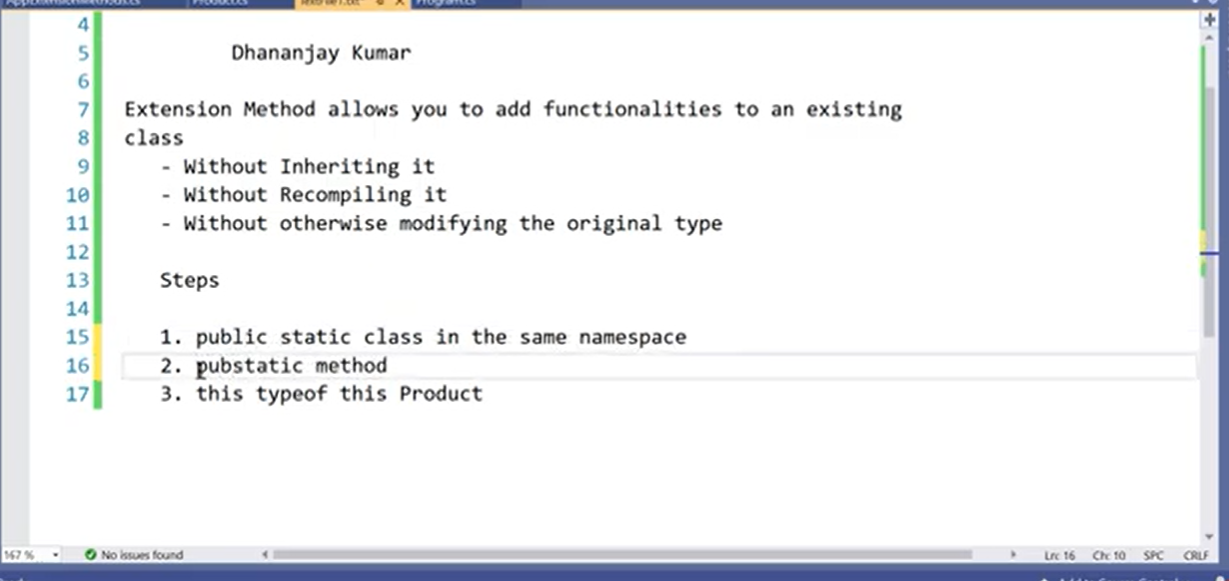 AppExtensionMethods.cs Product.cs TextFile1.txt* Program.cs
4
5 Dhananjay Kumar
6
7 Extension Method allows you to add functionalities to an existing
8 class
9 - Without Inheriting it
10 - Without Recompiling it
11 - Without otherwise modifying the original type
12
13 Steps
14
15 1. public static class in the same namespace
16 2. pubstatic method
17 3. this typeof this Product
167 % No issues found Ln: 16 Ch: 10 SPC CRLF